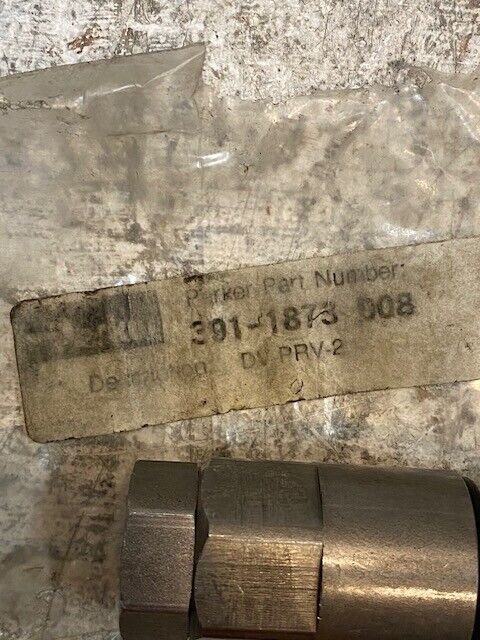 Parker Part Number:
391-1873 008
Description DV PRV-2